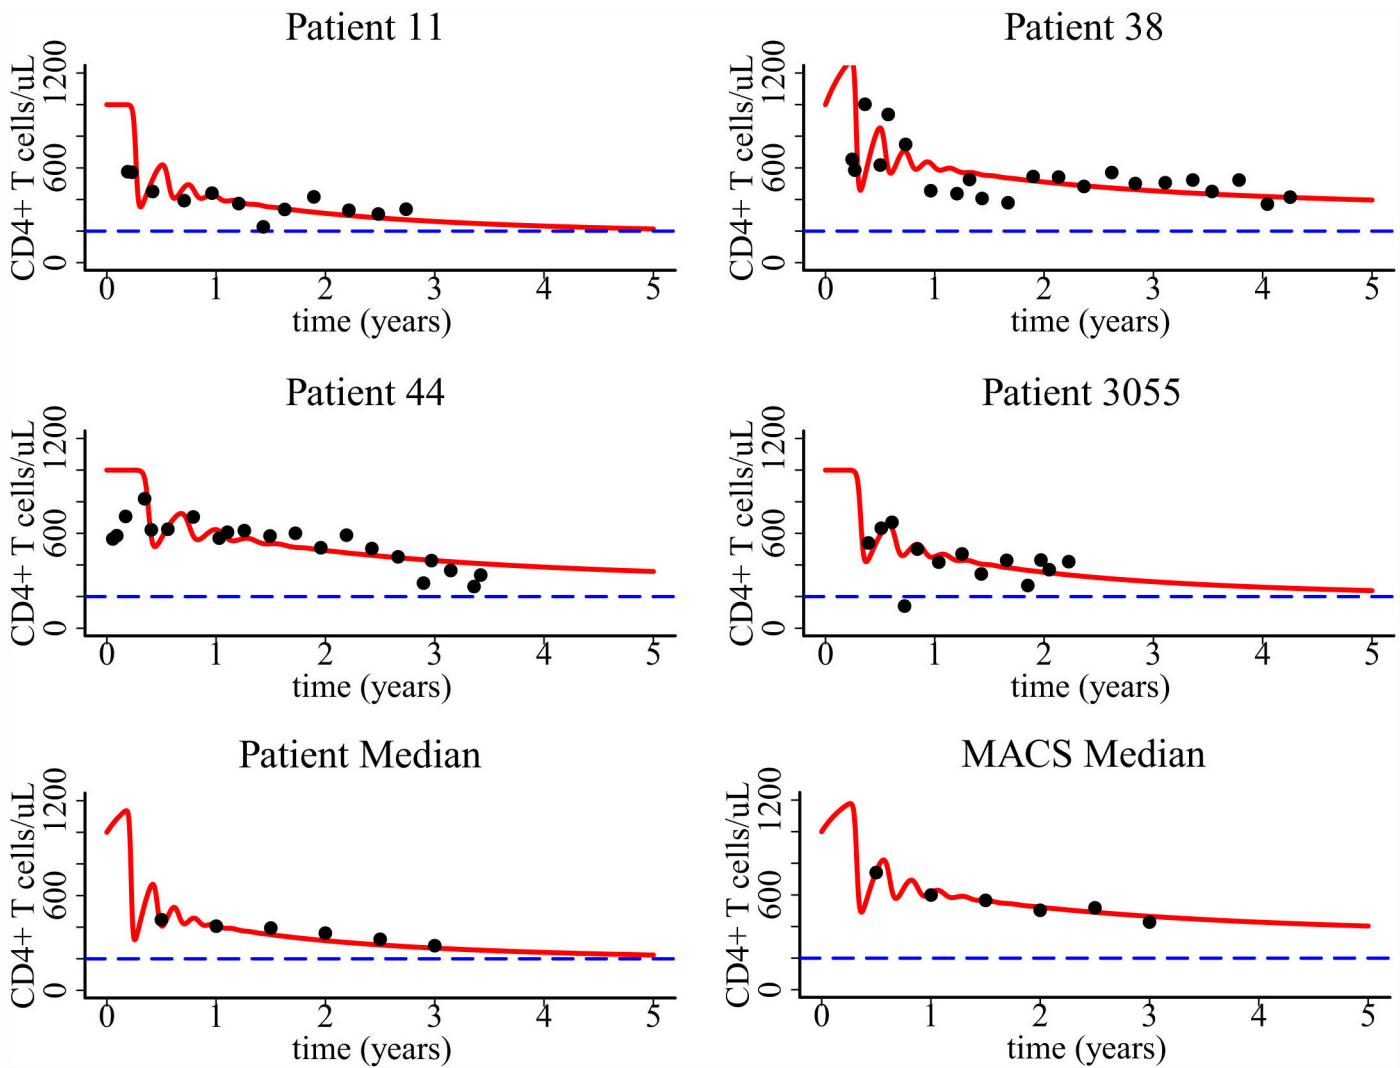 Patient 11
CD4+ T cells/uL
0 600 1200
0 1 2 3 4 5
time (years)
Patient 38
CD4+ T cells/uL
0 600 1200
0 1 2 3 4 5
time (years)
Patient 44
CD4+ T cells/uL
0 600 1200
0 1 2 3 4 5
time (years)
Patient 3055
CD4+ T cells/uL
0 600 1200
0 1 2 3 4 5
time (years)
Patient Median
CD4+ T cells/uL
0 600 1200
0 1 2 3 4 5
time (years)
MACS Median
CD4+ T cells/uL
0 600 1200
0 1 2 3 4 5
time (years)